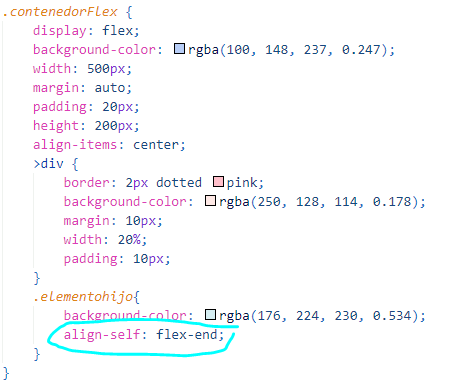 .contenedorFlex {
display: flex;
background-color: rgba(100, 148, 237, 0.247);
width: 500px;
margin: auto;
padding: 20px;
height: 200px;
align-items: center;
>div {
border: 2px dotted pink;
background-color: rgba(250, 128, 114, 0.178);
margin: 10px;
width: 20%;
padding: 10px;
}
.elementohijo{
background-color: rgba(176, 224, 230, 0.534);
align-self: flex-end;
}
}